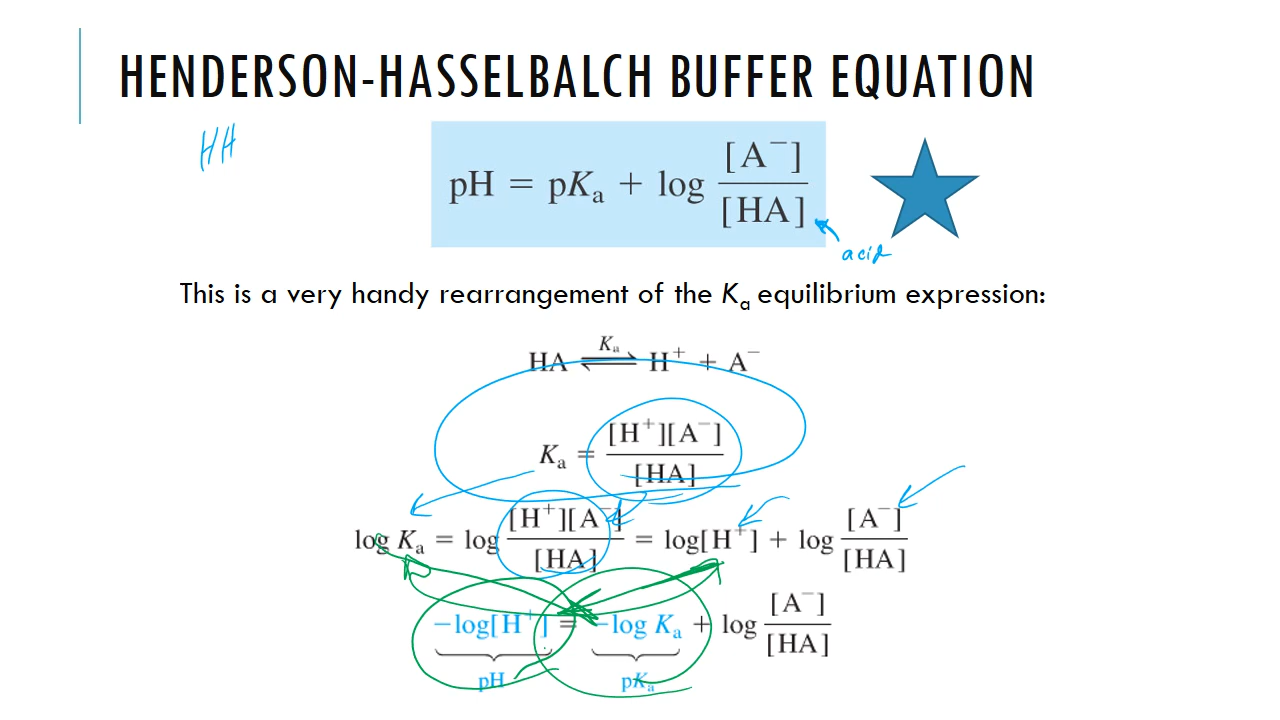 HENDERSON-HASSELBALCH BUFFER EQUATION
HH
pH = pKₐ + log [A⁻]/[HA]
acid
This is a very handy rearrangement of the Kₐ equilibrium expression:
HA ⇌ H⁺ + A⁻
Kₐ
Kₐ = [H⁺][A⁻]/[HA]
log Kₐ = log [H⁺][A⁻]/[HA] = log[H⁺] + log [A⁻]/[HA]
−log[H⁺] = −log Kₐ + log [A⁻]/[HA]
pH pKₐ